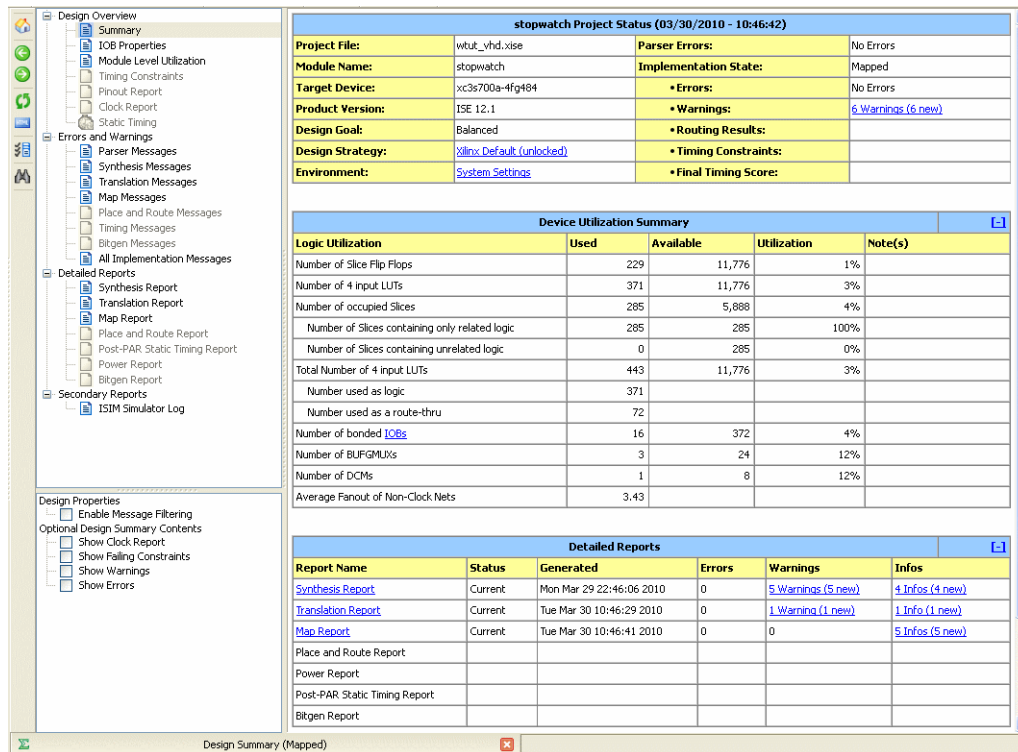 Design Overview
Summary
IOB Properties
Module Level Utilization
Timing Constraints
Pinout Report
Clock Report
Static Timing
Errors and Warnings
Parser Messages
Synthesis Messages
Translation Messages
Map Messages
Place and Route Messages
Timing Messages
Bitgen Messages
All Implementation Messages
Detailed Reports
Synthesis Report
Translation Report
Map Report
Place and Route Report
Post-PAR Static Timing Report
Power Report
Bitgen Report
Secondary Reports
ISIM Simulator Log
Design Properties
Enable Message Filtering
Optional Design Summary Contents
Show Clock Report
Show Failing Constraints
Show Warnings
Show Errors
stopwatch Project Status (03/30/2010 - 10:46:42)
Project File: wtut_vhd.xise Parser Errors: No Errors
Module Name: stopwatch Implementation State: Mapped
Target Device: xc3s700a-4fg484 • Errors: No Errors
Product Version: ISE 12.1 • Warnings: 6 Warnings (6 new)
Design Goal: Balanced • Routing Results:
Design Strategy: Xilinx Default (unlocked) • Timing Constraints:
Environment: System Settings • Final Timing Score:
Device Utilization Summary [-]
Logic Utilization Used Available Utilization Note(s)
Number of Slice Flip Flops 229 11,776 1%
Number of 4 input LUTs 371 11,776 3%
Number of occupied Slices 285 5,888 4%
Number of Slices containing only related logic 285 285 100%
Number of Slices containing unrelated logic 0 285 0%
Total Number of 4 input LUTs 443 11,776 3%
Number used as logic 371
Number used as a route-thru 72
Number of bonded IOBs 16 372 4%
Number of BUFGMUXs 3 24 12%
Number of DCMs 1 8 12%
Average Fanout of Non-Clock Nets 3.43
Detailed Reports [-]
Report Name Status Generated Errors Warnings Infos
Synthesis Report Current Mon Mar 29 22:46:06 2010 0 5 Warnings (5 new) 4 Infos (4 new)
Translation Report Current Tue Mar 30 10:46:29 2010 0 1 Warning (1 new) 1 Info (1 new)
Map Report Current Tue Mar 30 10:46:41 2010 0 0 5 Infos (5 new)
Place and Route Report
Power Report
Post-PAR Static Timing Report
Bitgen Report
Σ Design Summary (Mapped)